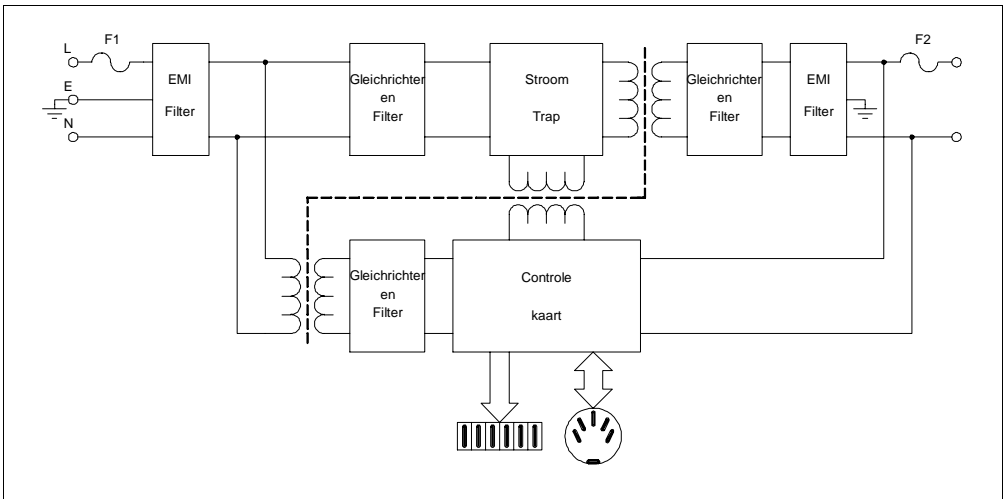 L
F1
E
N
EMI
Filter
Gleichrichter
en
Filter
Stroom
Trap
Gleichrichter
en
Filter
EMI
Filter
F2
Gleichrichter
en
Filter
Controle
kaart